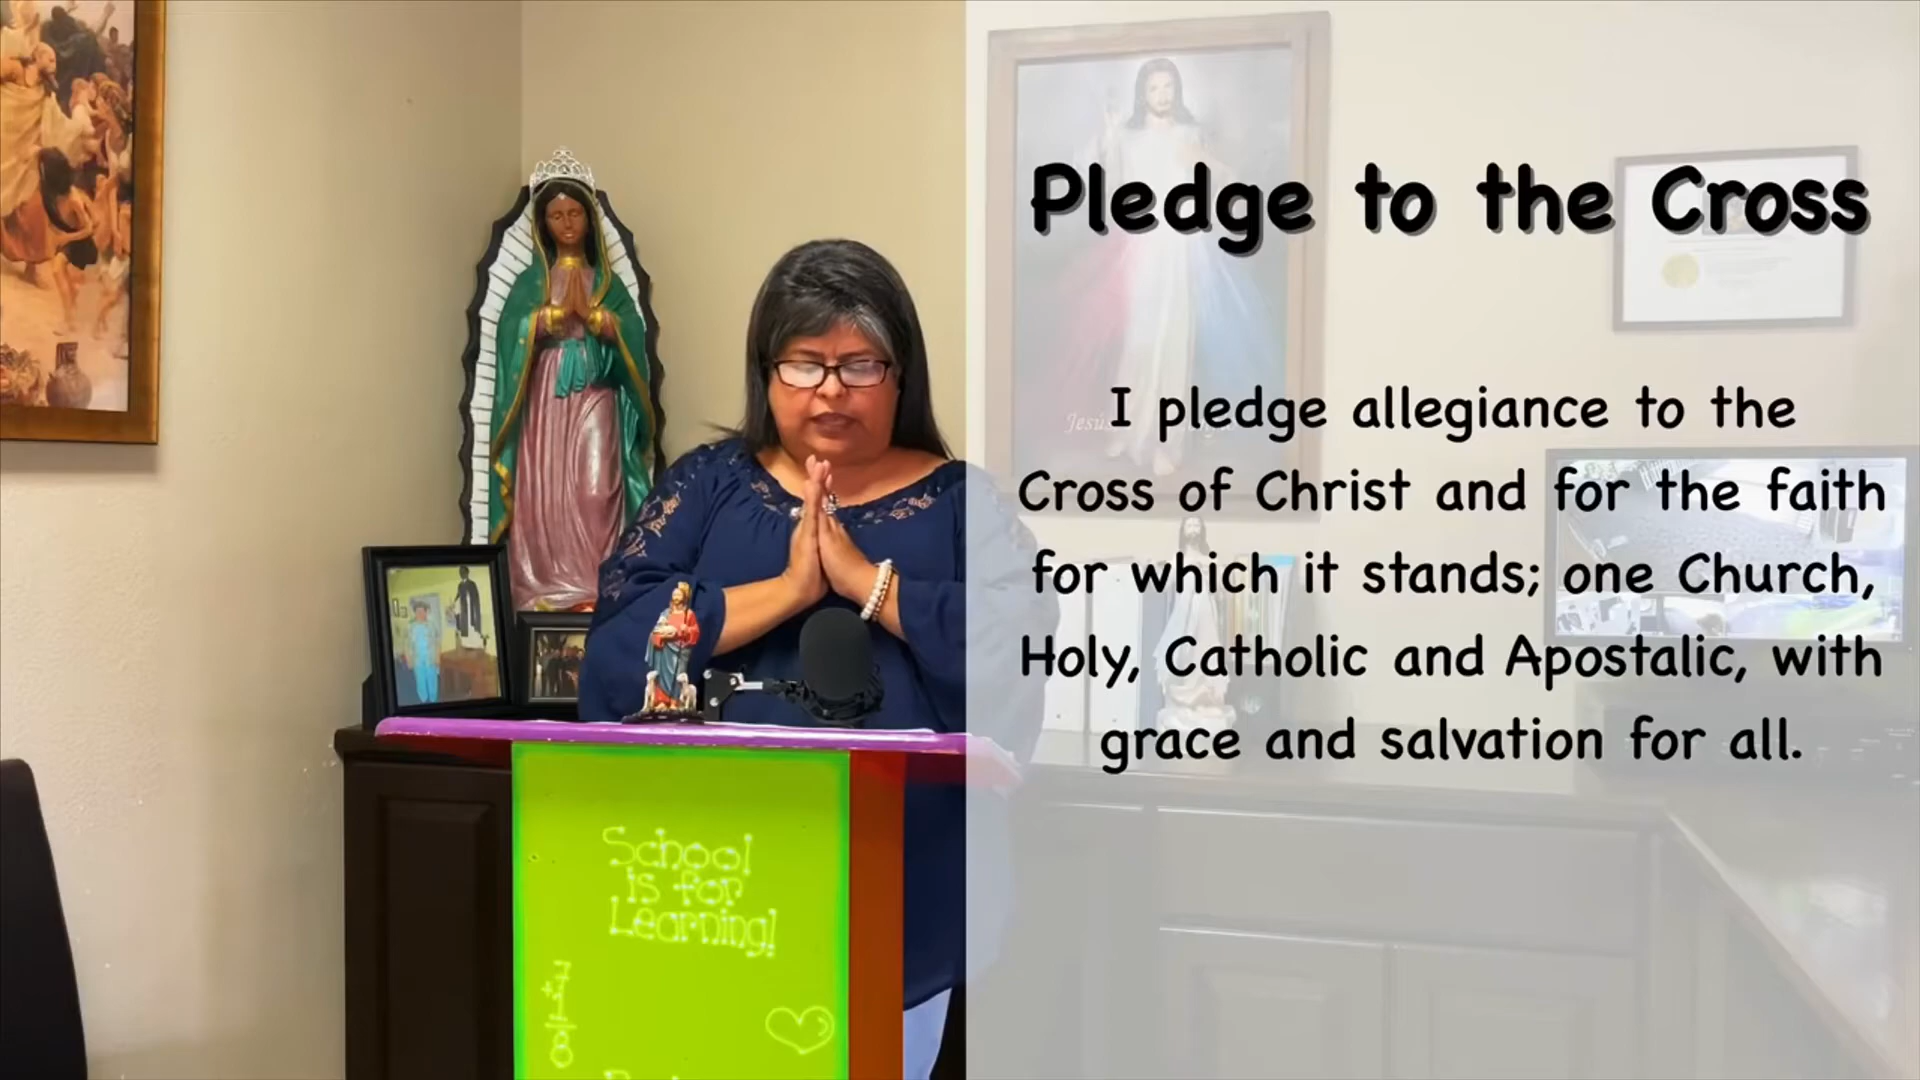 Pledge to the Cross
I pledge allegiance to the
Cross of Christ and for the faith
for which it stands; one Church,
Holy, Catholic and Apostalic, with
grace and salvation for all.
Jesús
School
is for
Learning!